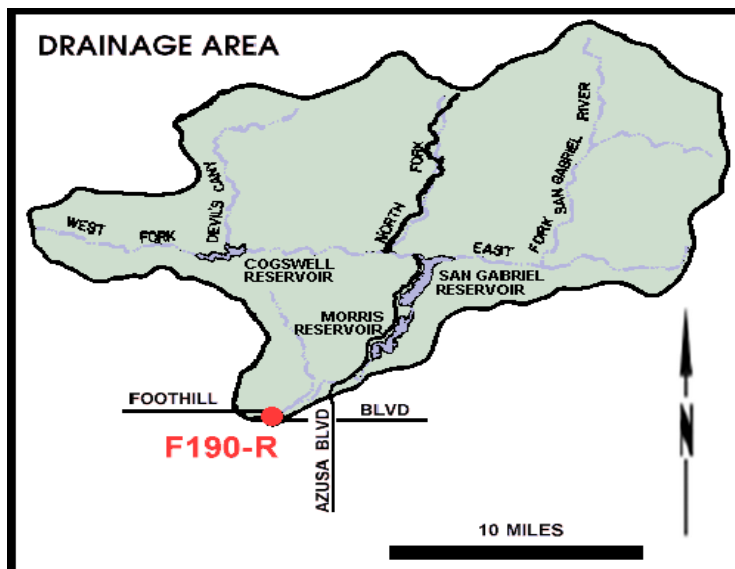 DRAINAGE AREA
RIVER
SAN GABRIEL
FORK
EAST
NORTH
FORK
DEVIL'S CANY
WEST
FORK
COGSWELL
RESERVOIR
SAN GABRIEL
RESERVOIR
MORRIS
RESERVOIR
FOOTHILL
BLVD
F190-R
AZUSA BLVD
N
10 MILES